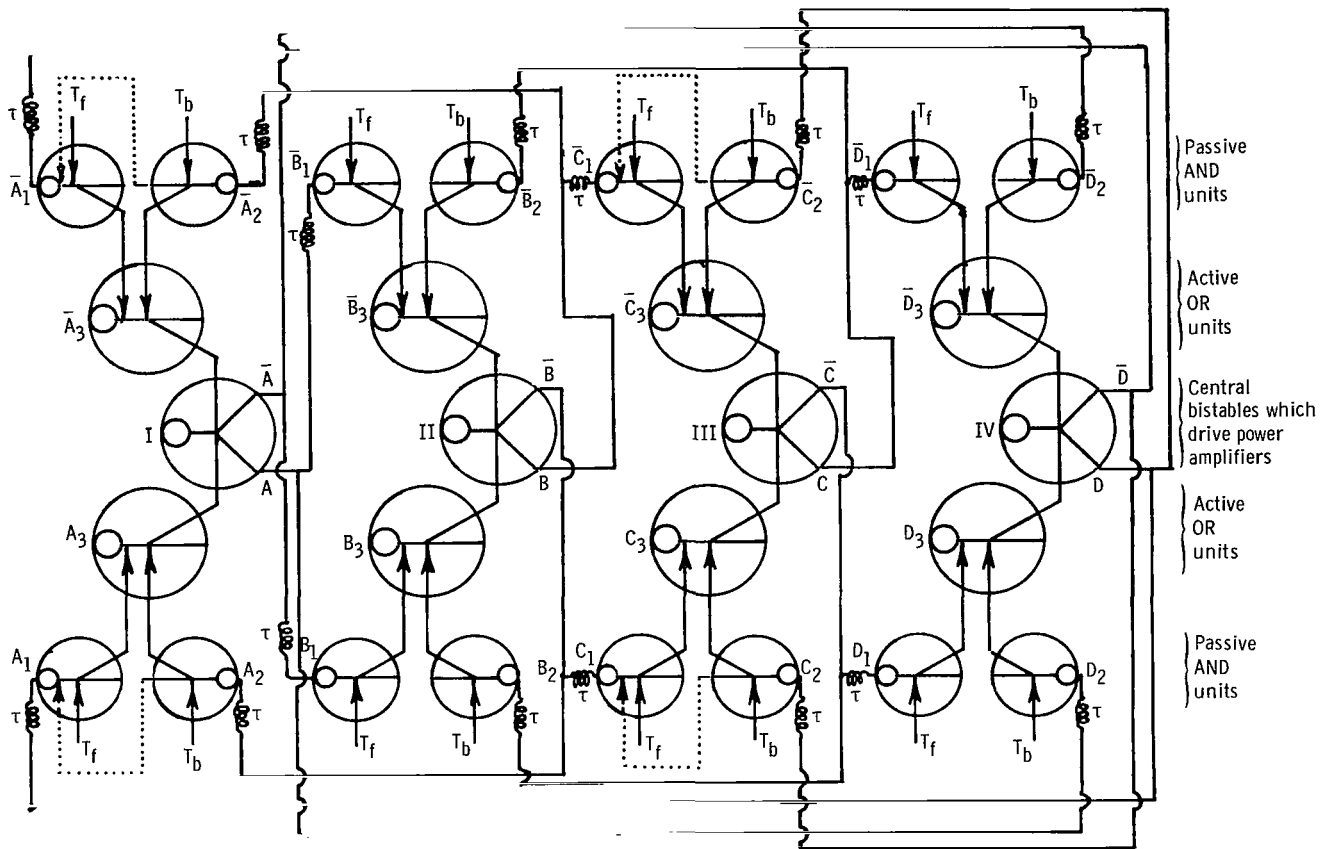 T_f
T_b
T_f
T_b
T_f
T_b
T_f
T_b
τ
τ
τ
τ
τ
A̅_1
A̅_2
B̅_1
B̅_2
C̅_1
C̅_2
D̅_1
D̅_2
τ
τ
τ
Passive
AND
units
A̅_3
B̅_3
C̅_3
D̅_3
Active
OR
units
A̅
B̅
C̅
D̅
I
II
III
IV
A
B
C
D
Central
bistables which
drive power
amplifiers
A_3
B_3
C_3
D_3
Active
OR
units
τ
A_1
A_2
B_1
B_2
C_1
C_2
D_1
D_2
τ
τ
τ
τ
τ
τ
τ
Passive
AND
units
T_f
T_b
T_f
T_b
T_f
T_b
T_f
T_b